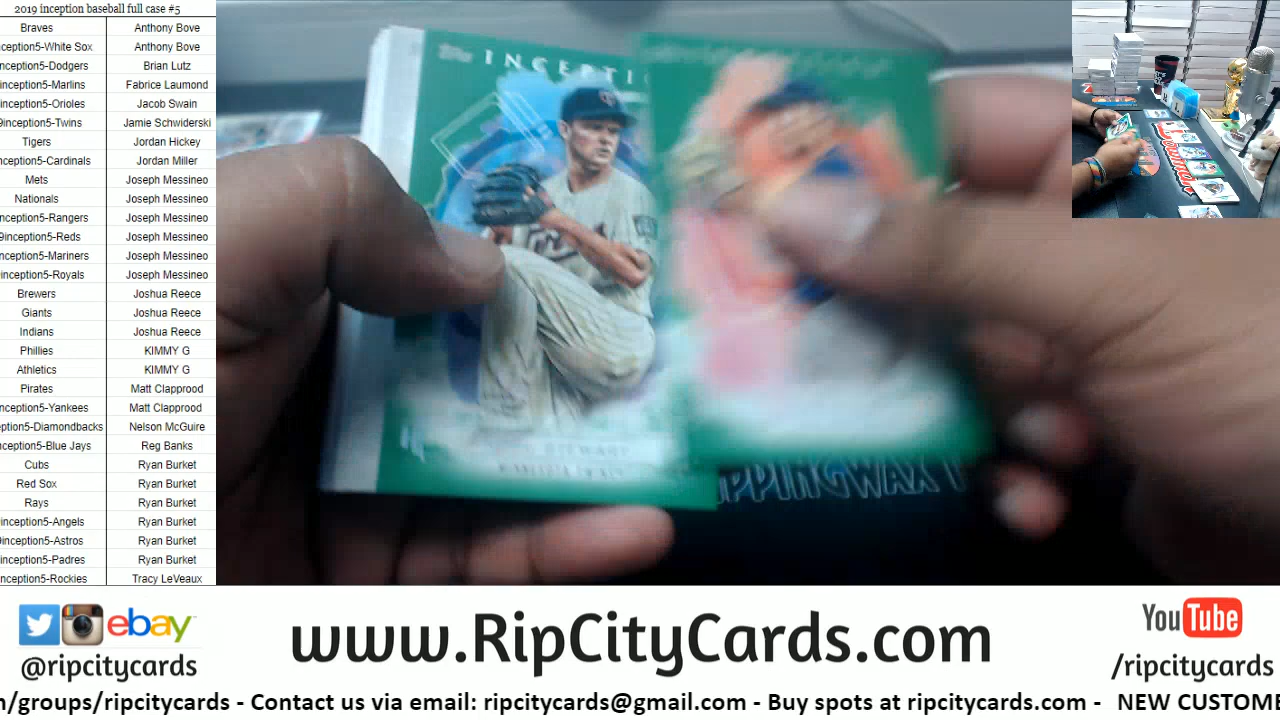 2019 inception baseball full case #5
Braves Anthony Bove
nception5-White Sox Anthony Bove
nception5-Dodgers Brian Lutz
nception5-Marlins Fabrice Laumond
nception5-Orioles Jacob Swain
9inception5-Twins Jamie Schwiderski
Tigers Jordan Hickey
nception5-Cardinals Jordan Miller
Mets Joseph Messineo
Nationals Joseph Messineo
nception5-Rangers Joseph Messineo
9inception5-Reds Joseph Messineo
nception5-Mariners Joseph Messineo
inception5-Royals Joseph Messineo
Brewers Joshua Reece
Giants Joshua Reece
Indians Joshua Reece
Phillies KIMMY G
Athletics KIMMY G
Pirates Matt Clapprood
nception5-Yankees Matt Clapprood
eption5-Diamondbacks Nelson McGuire
nception5-Blue Jays Reg Banks
Cubs Ryan Burket
Red Sox Ryan Burket
Rays Ryan Burket
inception5-Angels Ryan Burket
9inception5-Astros Ryan Burket
inception5-Padres Ryan Burket
nception5-Rockies Tracy LeVeaux
INCEPTIO
STEWART
PPINGWAX
ebay
@ripcitycards
www.RipCityCards.com
YouTube
/ripcitycards
n/groups/ripcitycards - Contact us via email: ripcitycards@gmail.com - Buy spots at ripcitycards.com - NEW CUSTOME